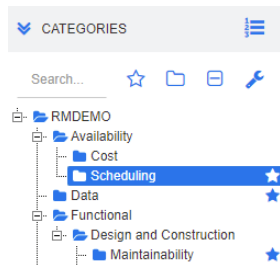 CATEGORIES
Search...
RMDEMO
Availability
Cost
Scheduling
Data
Functional
Design and Construction
Maintainability